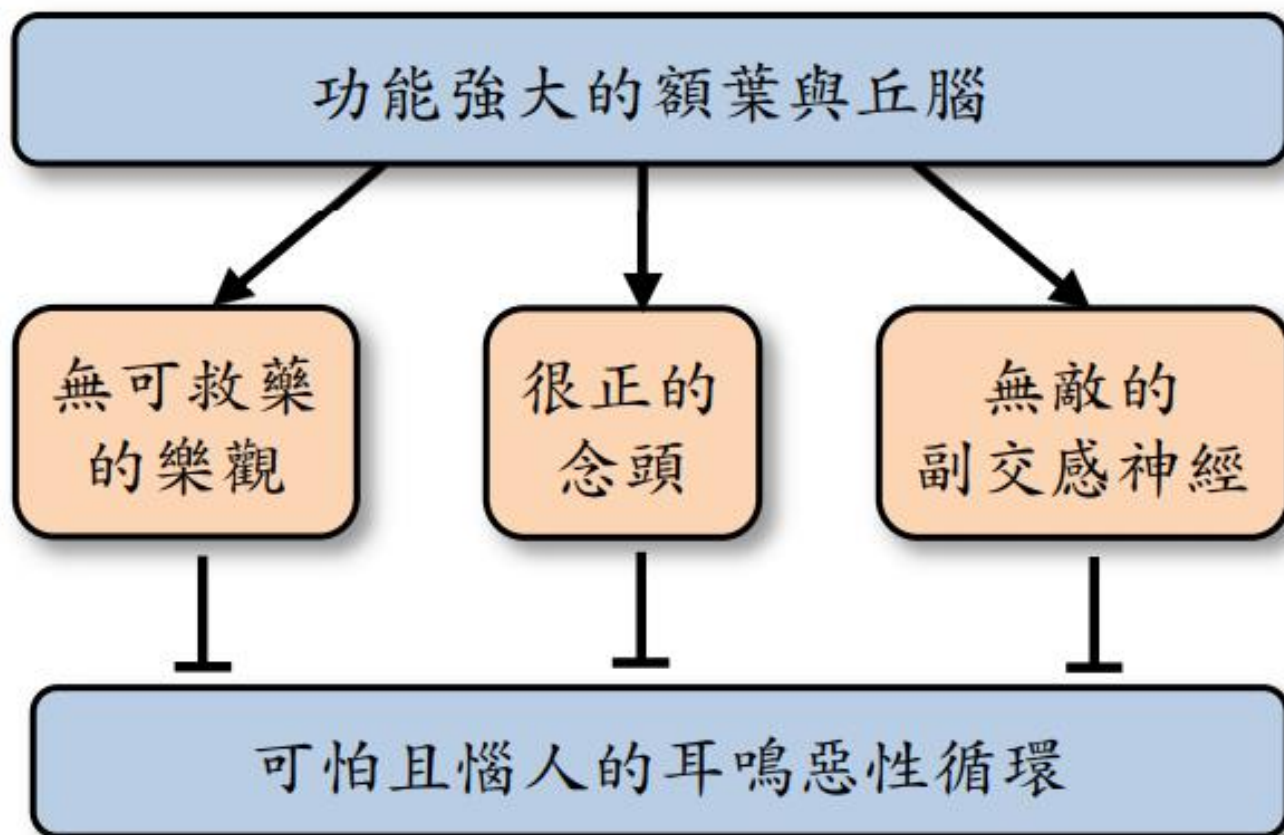 功能強大的額葉與丘腦
無可救藥
的樂觀
很正的
念頭
無敵的
副交感神經
可怕且惱人的耳鳴惡性循環